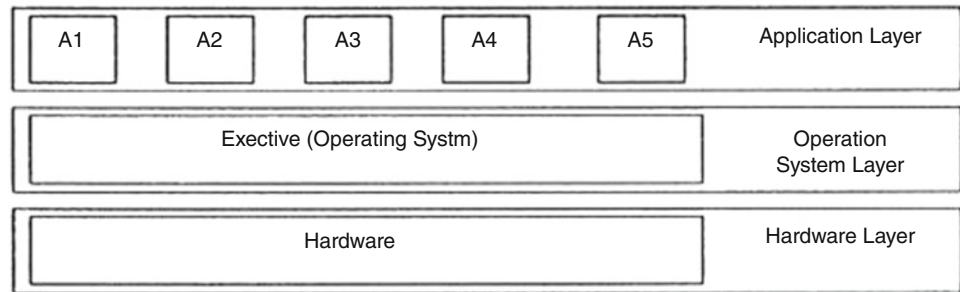 A1 A2 A3 A4 A5 Application Layer
Exective (Operating Systm) Operation
System Layer
Hardware Hardware Layer